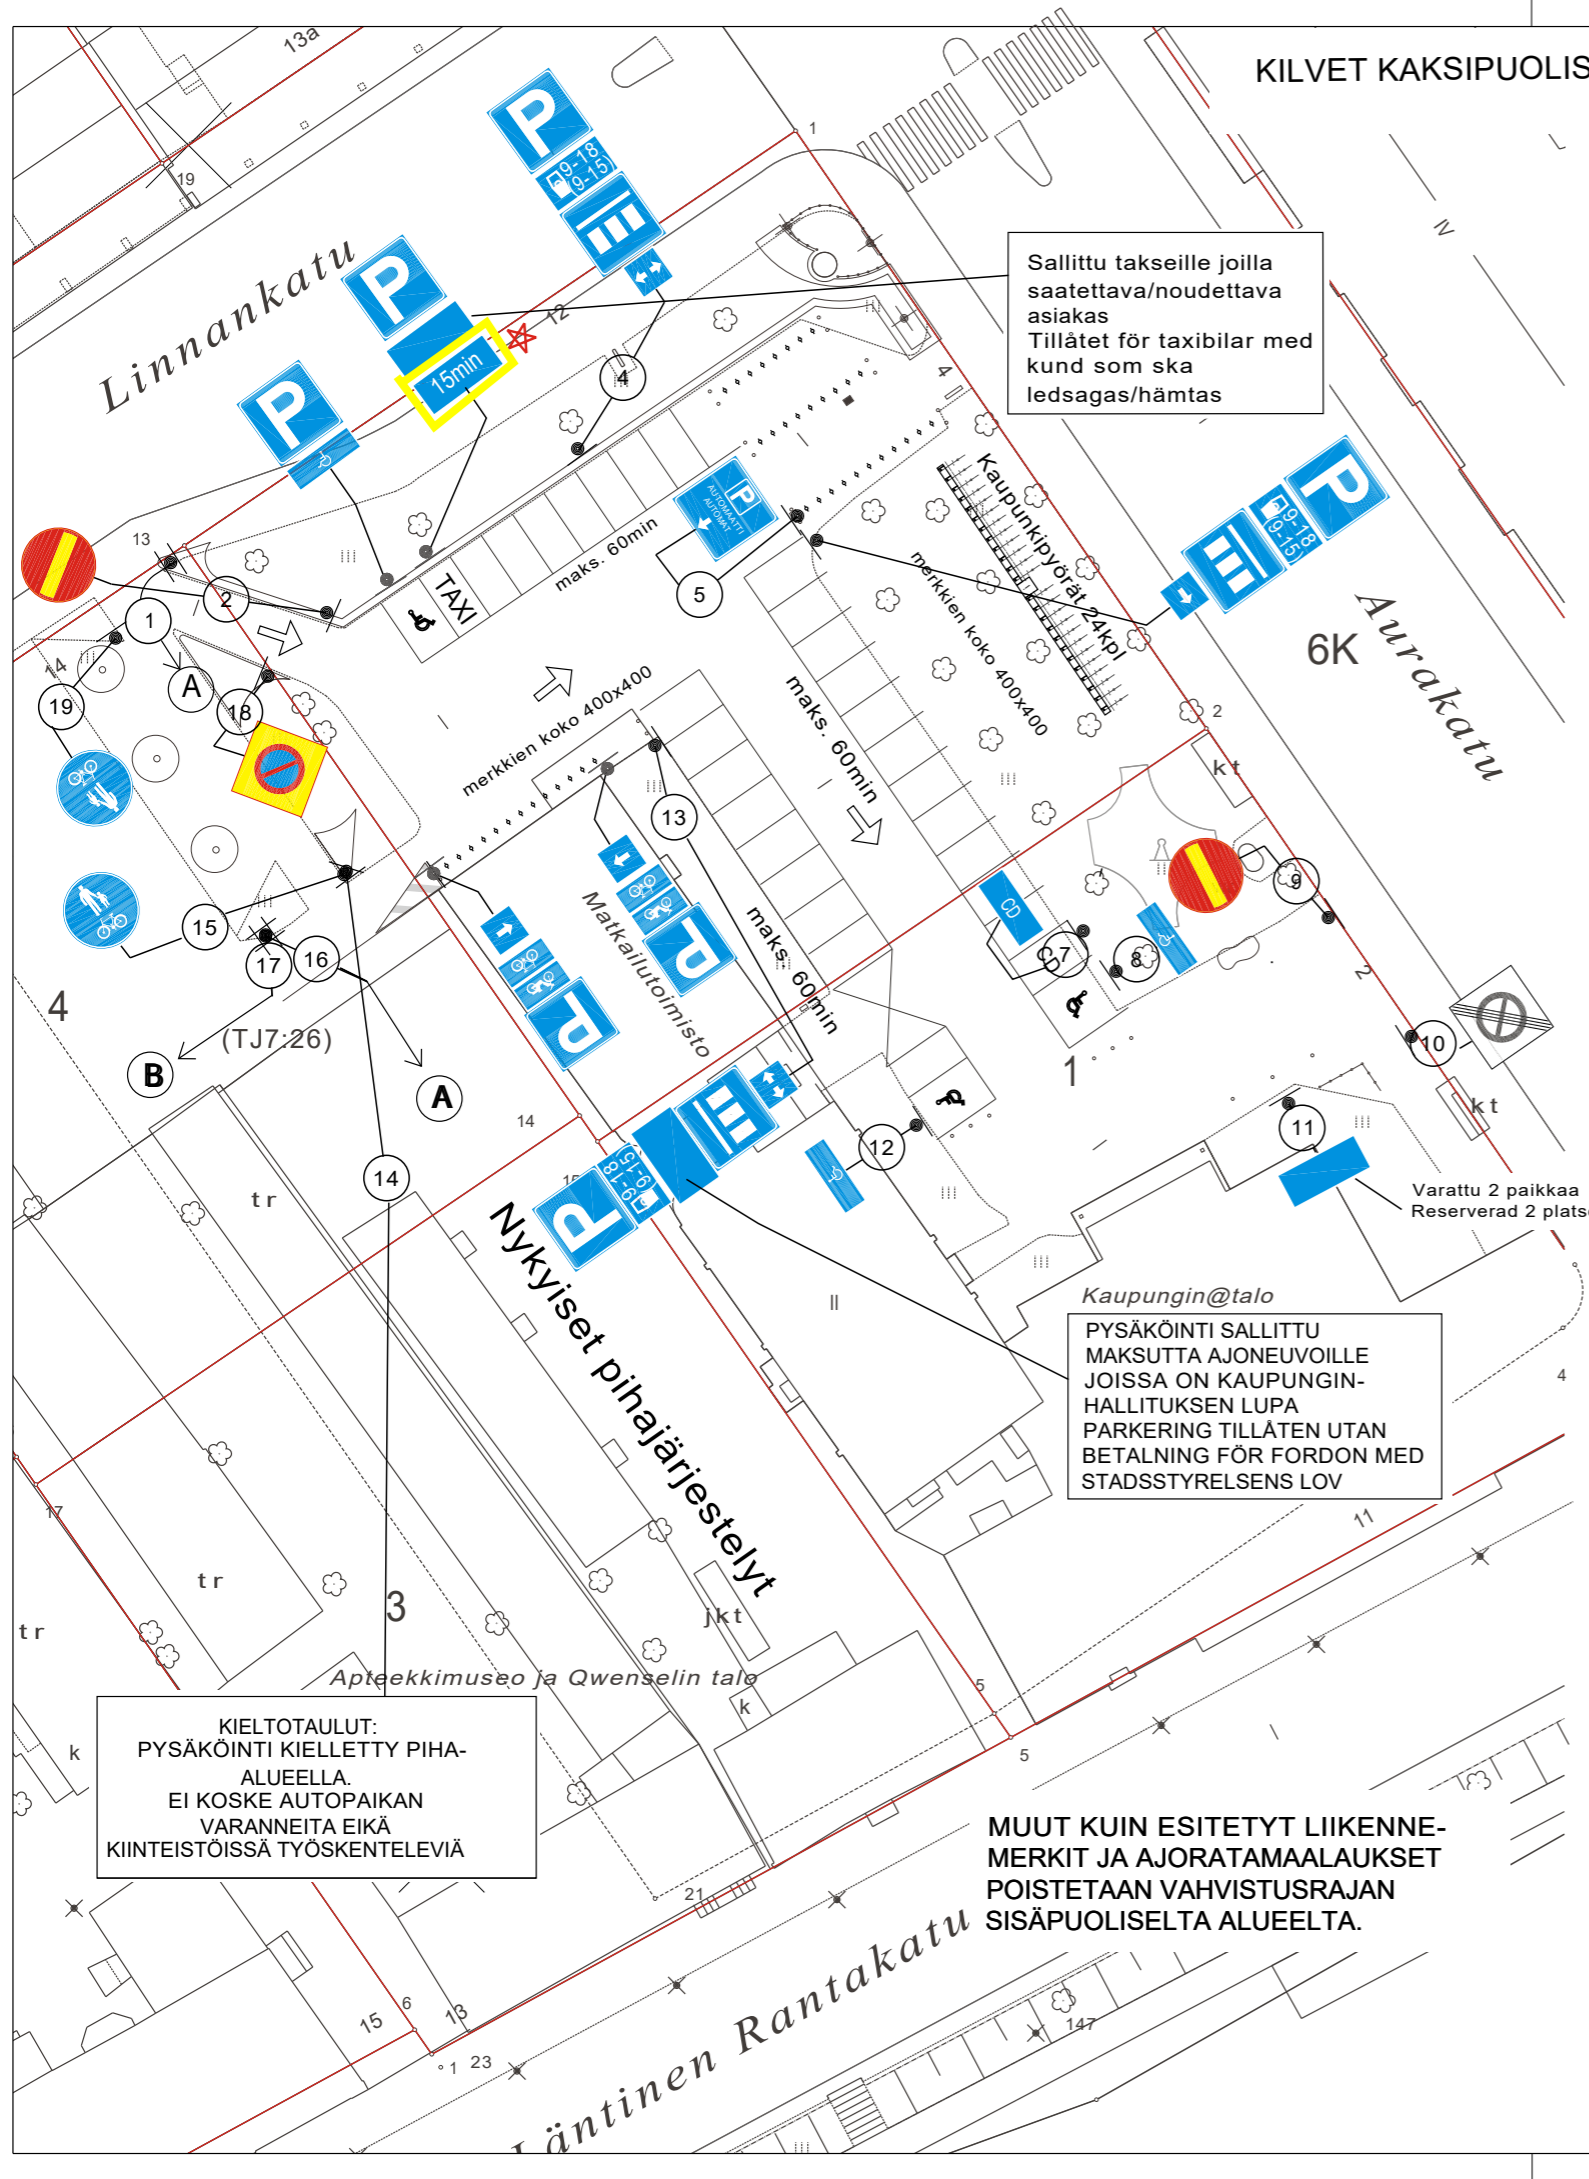 KILVET KAKSIPUOLIS
13a
19
1
P
9-18
(9-15)
IV
Linnankatu
P
15min
12
4
Sallittu takseille joilla
saatettava/noudettava
asiakas
Tillåtet för taxibilar med
kund som ska
ledsagas/hämtas
P
4
P
AUTOMAATTI
AUTOMAT
5
TAXI
maks. 60min
Kaupunkipyörät 24kpl
merkkien koko 400x400
P
9-18
(9-15)
Aurakatu
6K
13
1
2
14
A
19
18
merkkien koko 400x400
maks. 60min
2
kt
13
15
17
16
4
(TJ7:26)
B
A
P
P
Matkailutoimisto
maks. 60min
CD
CD
7
8
9
2
10
kt
1
14
14
15
12
11
Varattu 2 paikkaa
Reserverad 2 plats
tr
P
9-18
(9-15)
Nykyiset pihajärjestelyt
II
Kaupungin@talo
PYSÄKÖINTI SALLITTU
MAKSUTTA AJONEUVOILLE
JOISSA ON KAUPUNGIN-
HALLITUKSEN LUPA
PARKERING TILLÅTEN UTAN
BETALNING FÖR FORDON MED
STADSSTYRELSENS LOV
4
17
11
tr
3
tr
jkt
Apteekkimuseo ja Qwenselin talo
k
5
5
k
KIELTOTAULUT:
PYSÄKÖINTI KIELLETTY PIHA-
ALUEELLA.
EI KOSKE AUTOPAIKAN
VARANNEITA EIKÄ
KIINTEISTÖISSÄ TYÖSKENTELEVIÄ
MUUT KUIN ESITETYT LIIKENNE-
MERKIT JA AJORATAMAALAUKSET
POISTETAAN VAHVISTUSRAJAN
SISÄPUOLISELTA ALUEELTA.
21
Läntinen Rantakatu
15
6
13
1
23
147